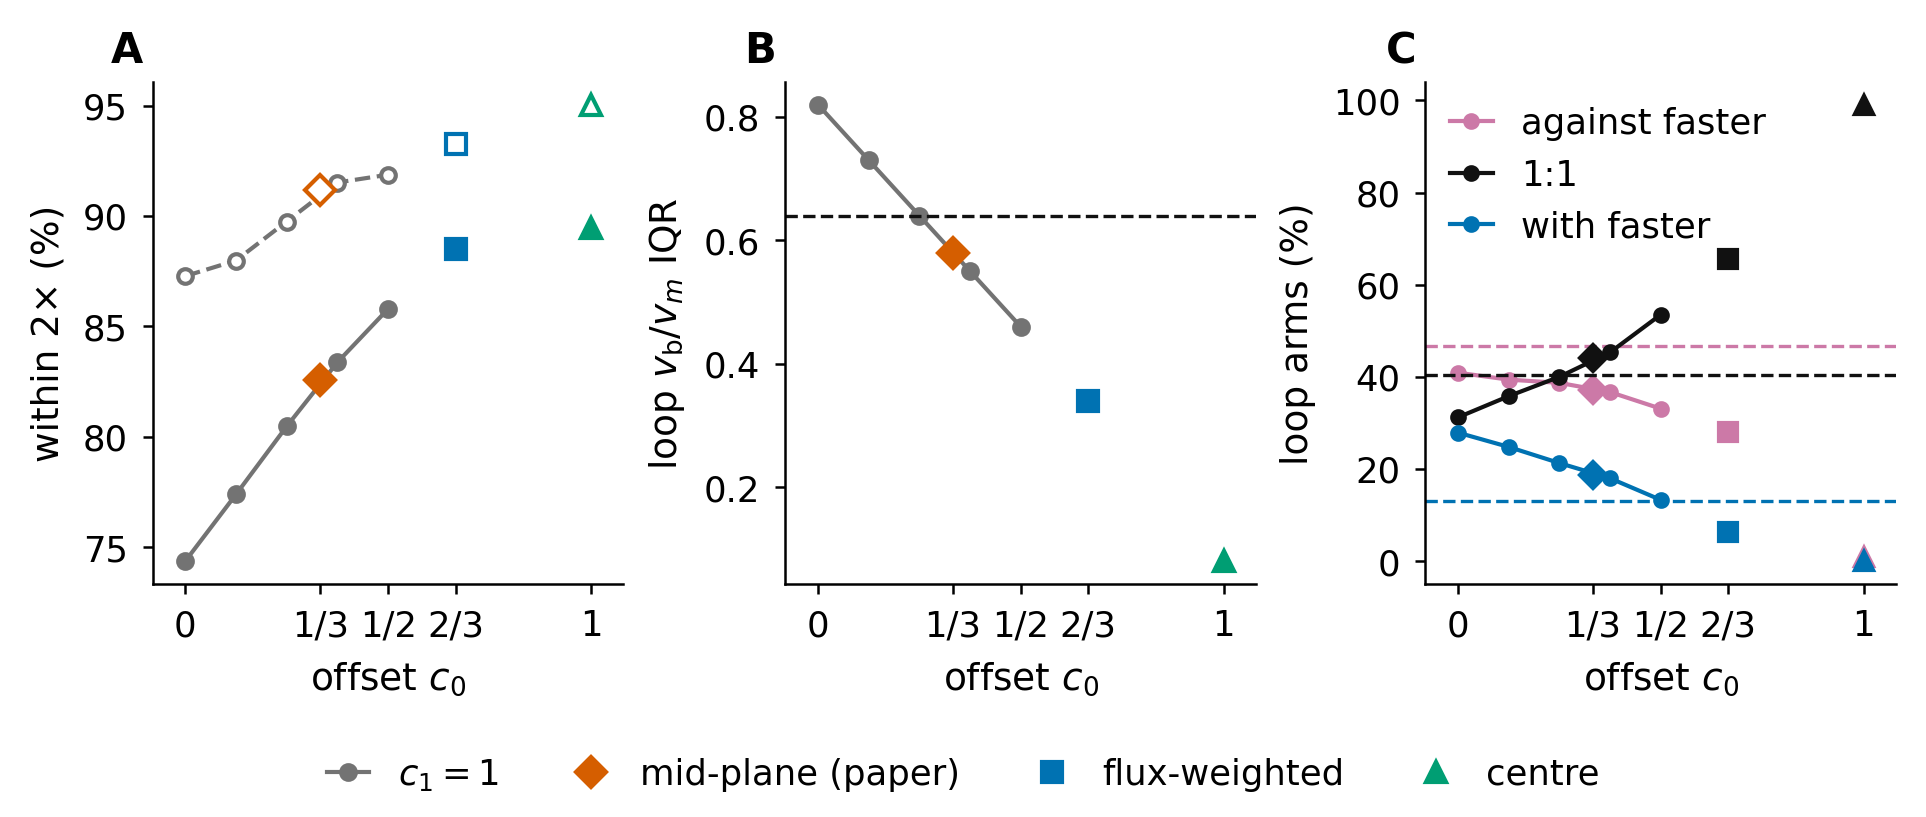 A
within 2× (%)
95
90
85
80
75
0 1/3 1/2 2/3 1
offset c₀
B
loop v_b/v_m IQR
0.8
0.6
0.4
0.2
0 1/3 1/2 2/3 1
offset c₀
C
loop arms (%)
100
80
60
40
20
0
against faster
1:1
with faster
0 1/3 1/2 2/3 1
offset c₀
c₁ = 1 mid-plane (paper) flux-weighted centre